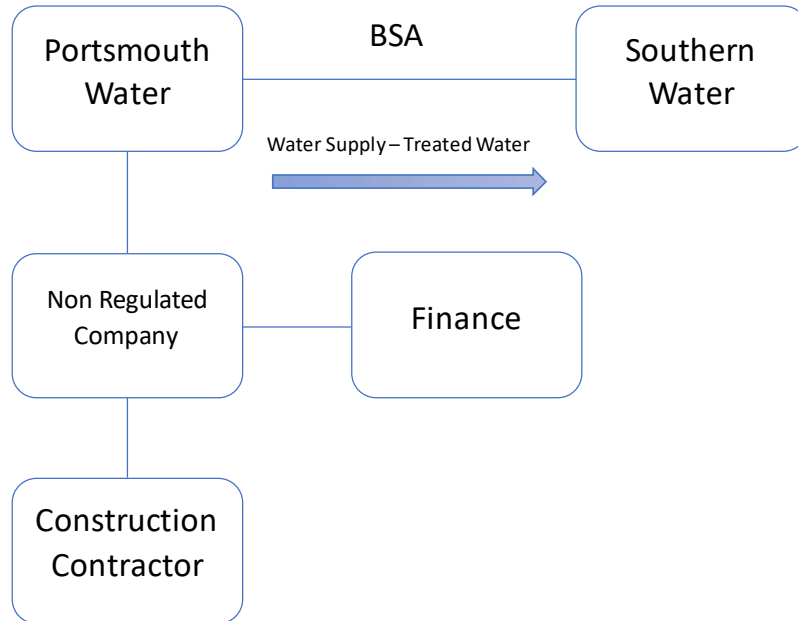 Portsmouth
Water
BSA
Southern
Water
Water Supply – Treated Water
Non Regulated
Company
Finance
Construction
Contractor